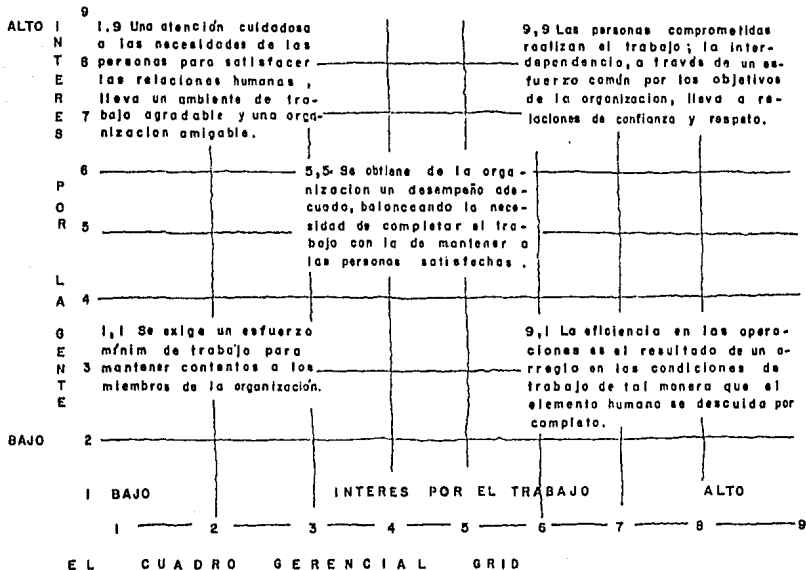 ALTO
INTERES POR LA GENTE
BAJO
9
8
7
6
5
4
3
2
1
1.9 Una atención cuidadosa
a las necesidades de las
personas para satisfacer
las relaciones humanas,
lleva un ambiente de tra-
bajo agradable y una orga-
nizacion amigable.
9,9 Las personas comprometidas
realizan el trabajo; la inter-
dependencia, a través de un es-
fuerzo común por los objetivos
de la organizacion, lleva a re-
laciones de confianza y respeto.
5,5 Se obtiene de la orga-
nizacion un desempeño ade-
cuado, balanceando la nece-
sidad de completar el tra-
bajo con la de mantener a
las personas satisfechas.
1,1 Se exige un esfuerzo
mínim de trabajo para
mantener contentos a los
miembros de la organización.
9,1 La eficiencia en las opera-
ciones es el resultado de un a-
rreglo en las condiciones de
trabajo de tal manera que el
elemento humano se descuida por
completo.
BAJO INTERES POR EL TRABAJO ALTO
1 2 3 4 5 6 7 8 9
EL CUADRO GERENCIAL GRID